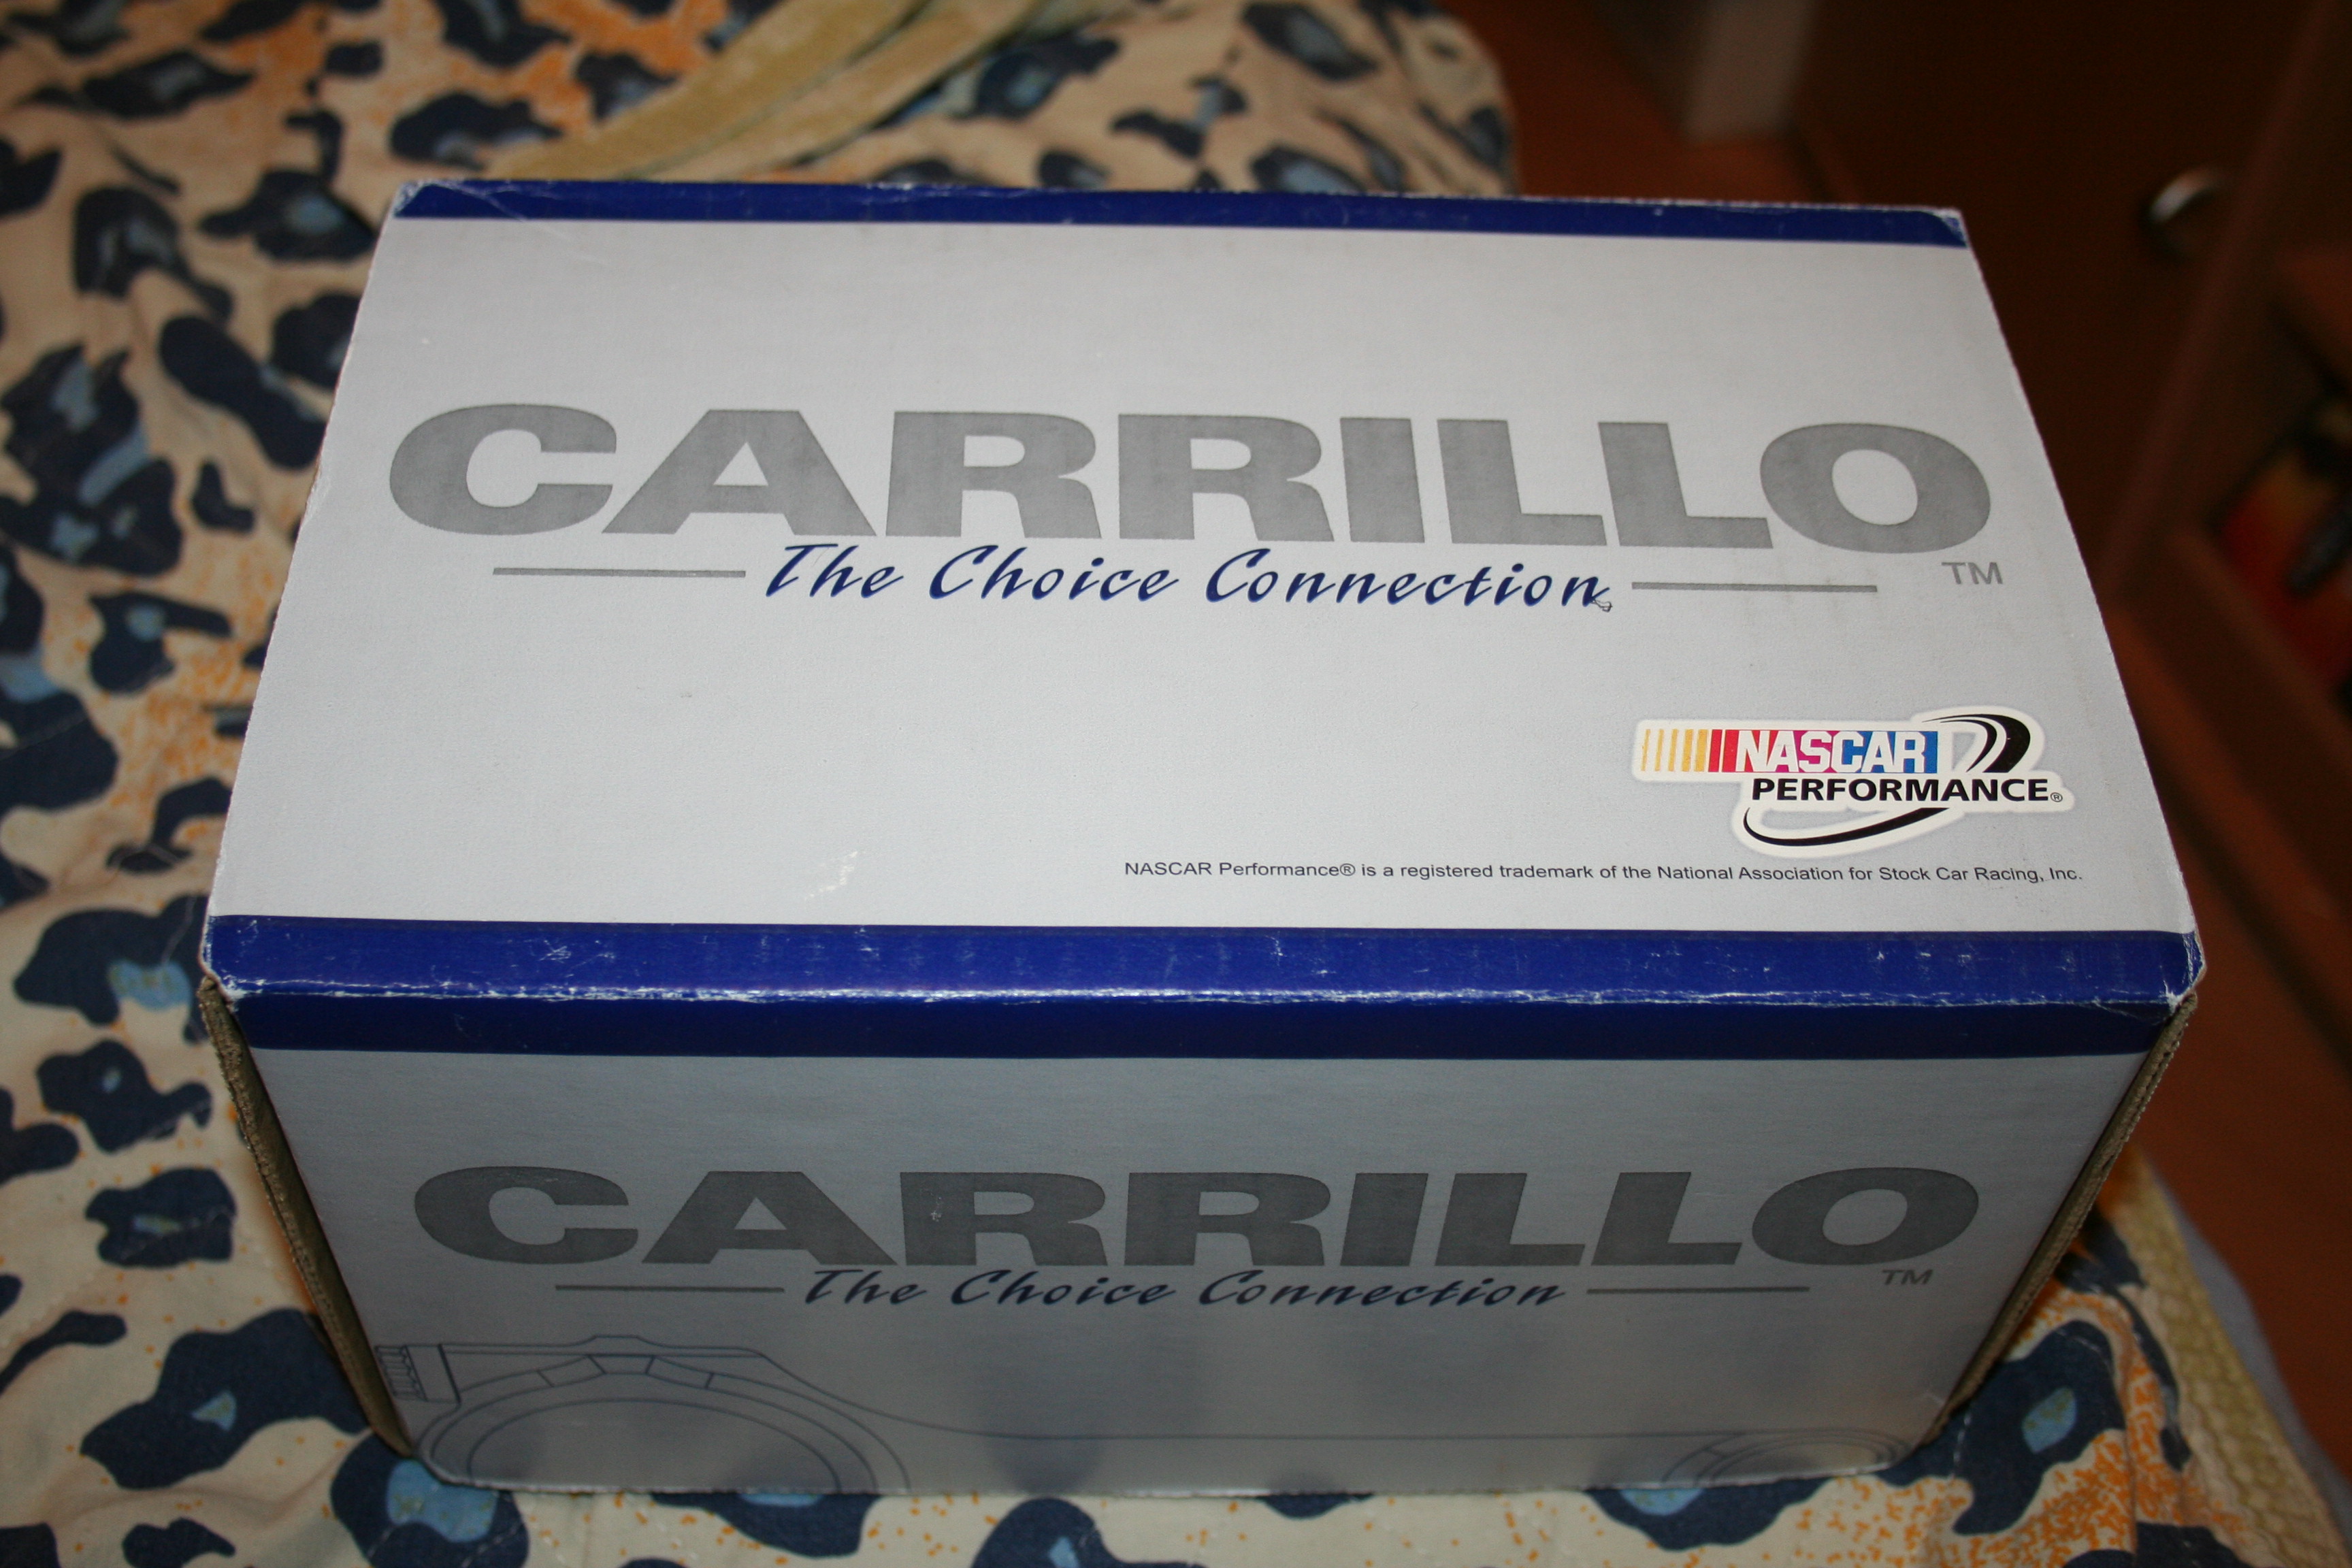 CARRILLO
The Choice Connection
TM
NASCAR
PERFORMANCE®
NASCAR Performance® is a registered trademark of the National Association for Stock Car Racing, Inc.
CARRILLO
The Choice Connection
TM